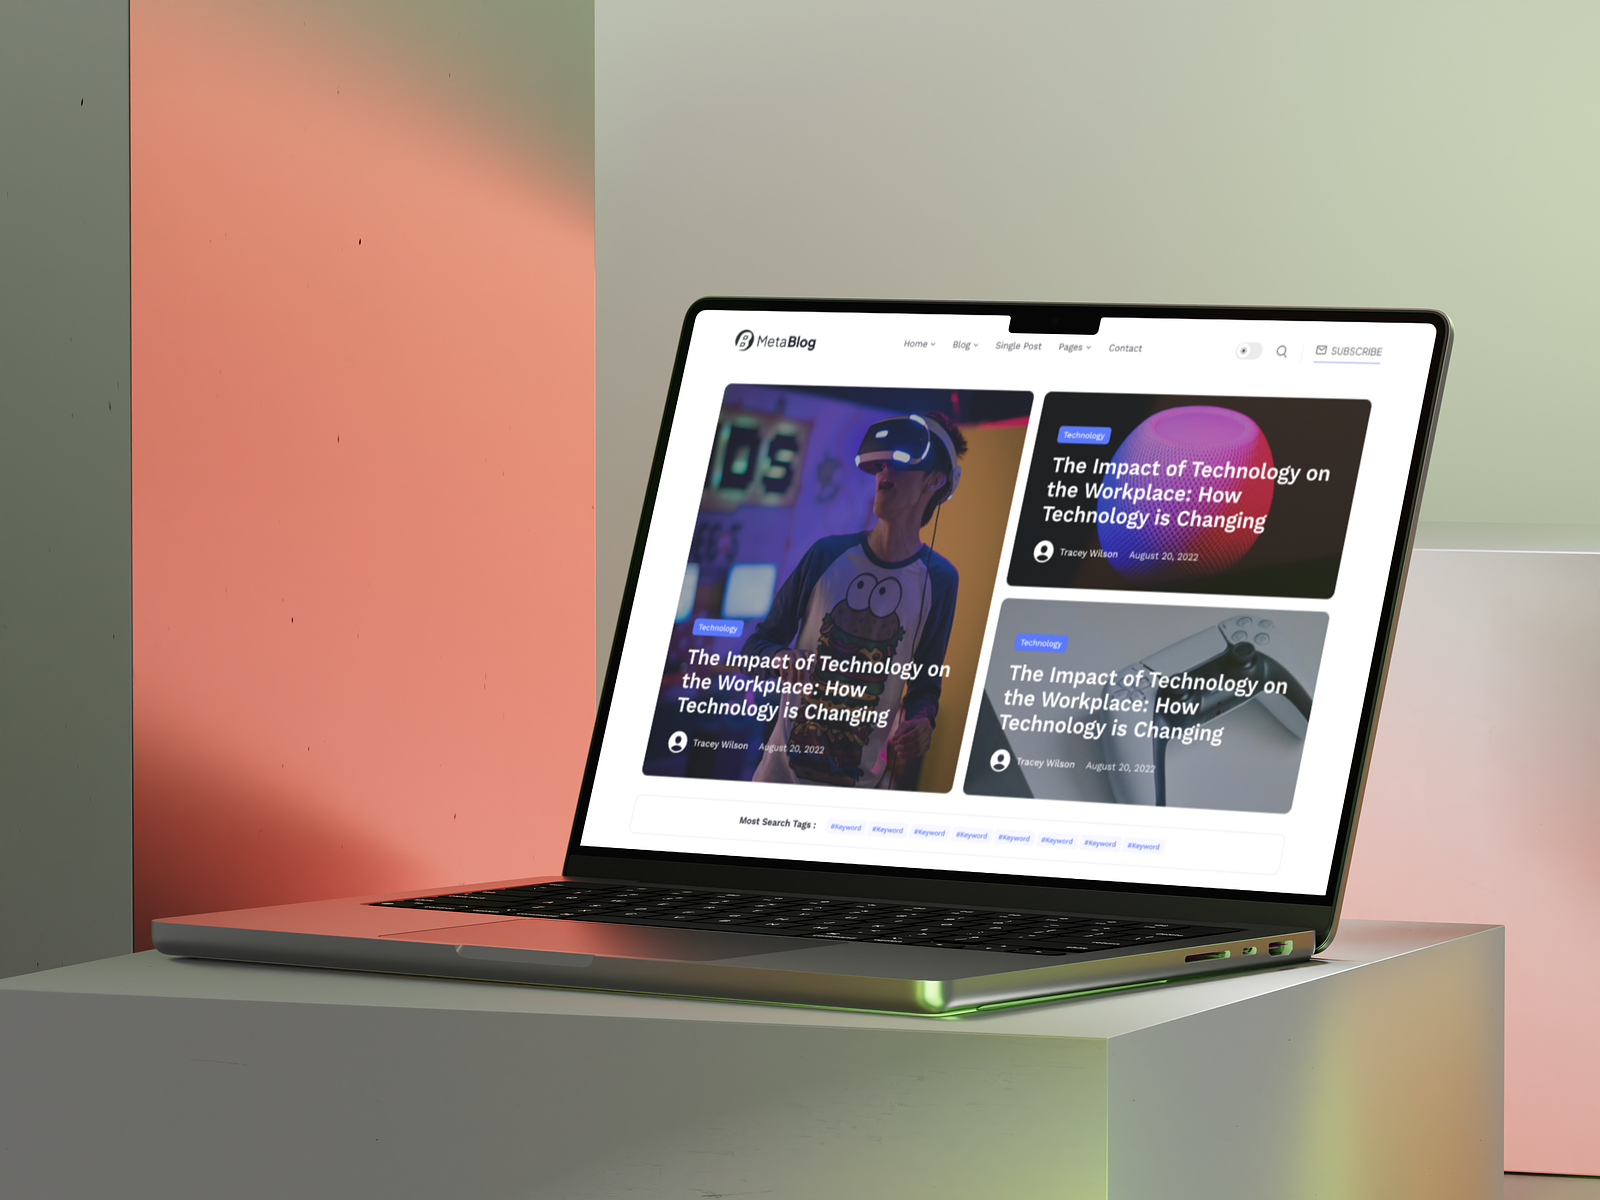 MetaBlog
Home
Blog
Single Post
Pages
Contact
SUBSCRIBE
Technology
The Impact of Technology on
the Workplace: How
Technology is Changing
Tracey Wilson August 20, 2022
Technology
The Impact of Technology on
the Workplace: How
Technology is Changing
Tracey Wilson August 20, 2022
Technology
The Impact of Technology on
the Workplace: How
Technology is Changing
Tracey Wilson August 20, 2022
Most Search Tags : #Keyword #Keyword #Keyword #Keyword #Keyword #Keyword #Keyword #Keyword